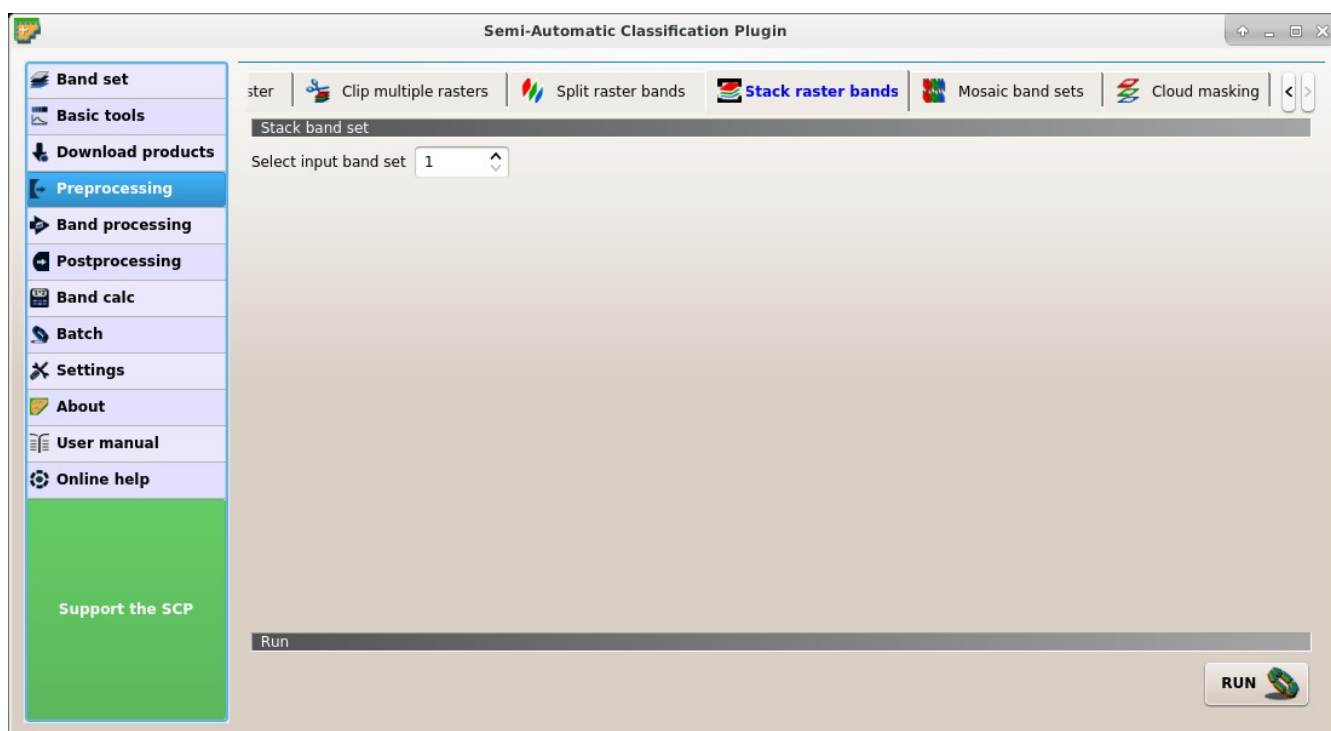 Semi-Automatic Classification Plugin
Band set
Basic tools
Download products
Preprocessing
Band processing
Postprocessing
Band calc
Batch
Settings
About
User manual
Online help
Support the SCP
ster Clip multiple rasters Split raster bands Stack raster bands Mosaic band sets Cloud masking < >
Stack band set
Select input band set 1
Run
RUN